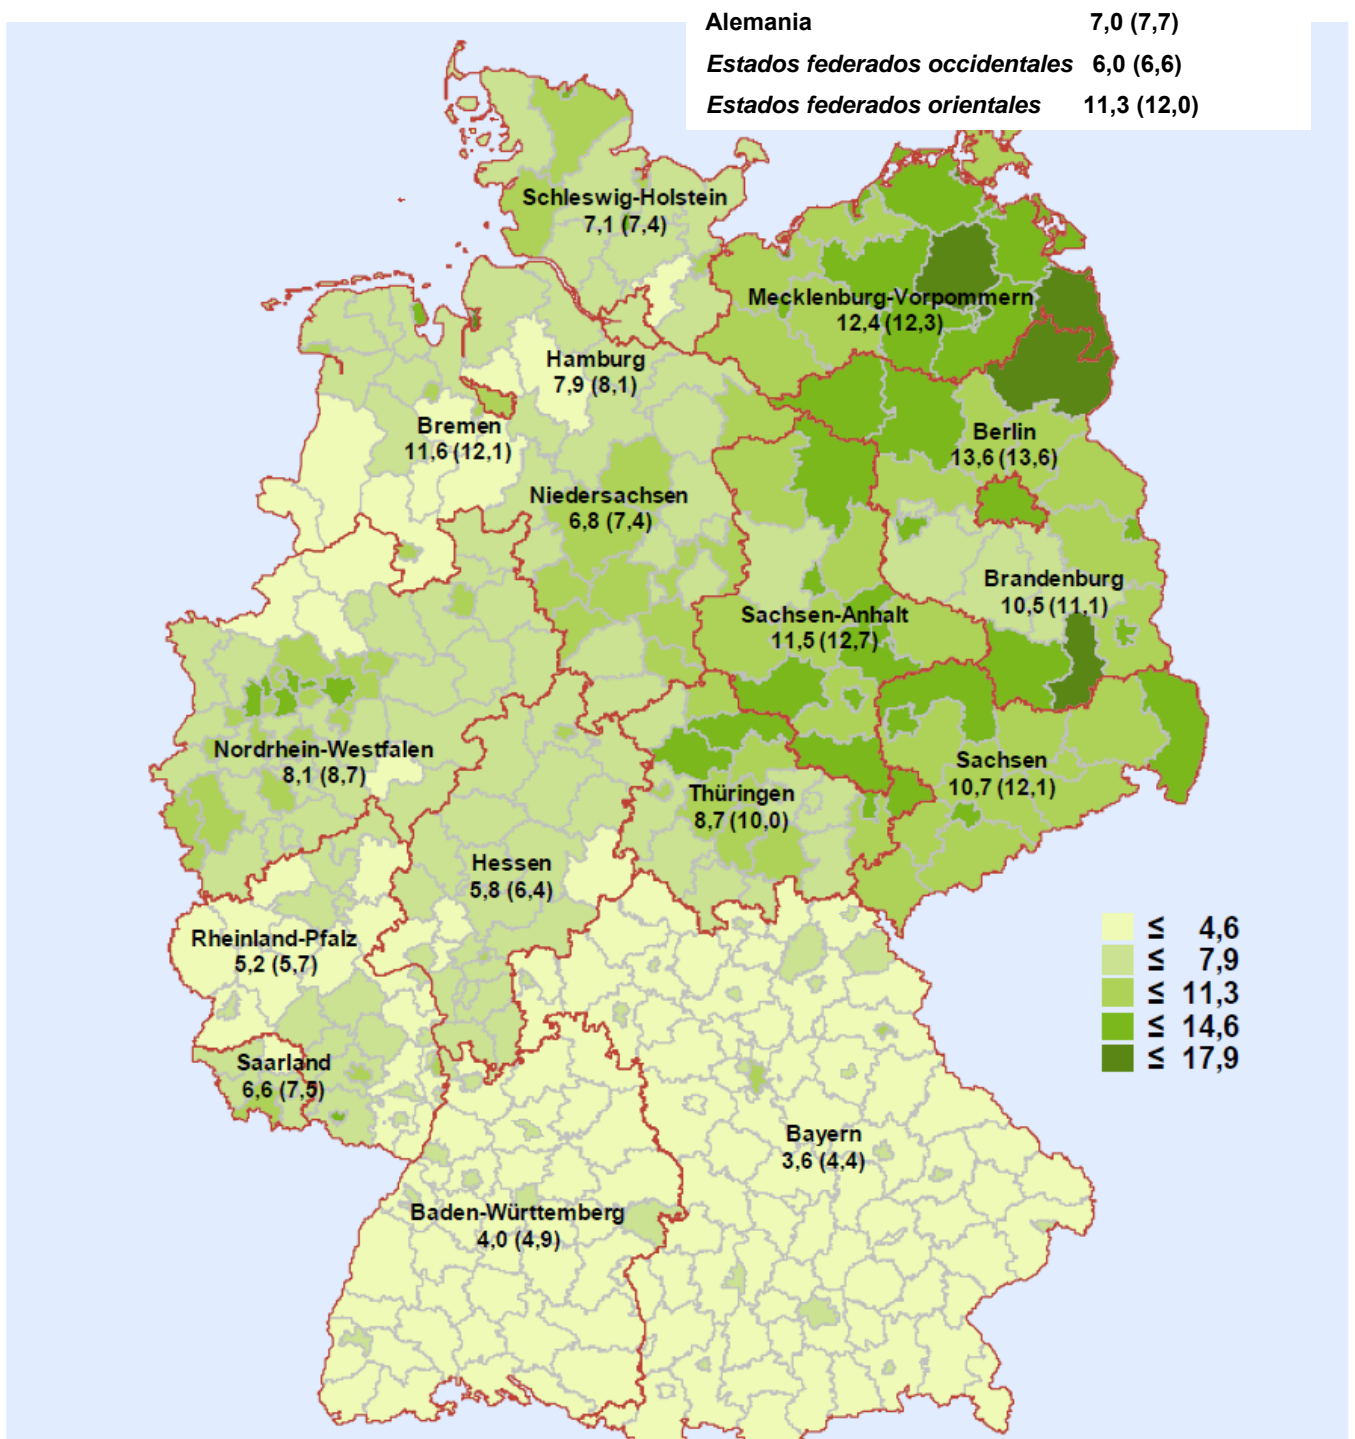 Alemania 7,0 (7,7)
Estados federados occidentales 6,0 (6,6)
Estados federados orientales 11,3 (12,0)
Schleswig-Holstein
7,1 (7,4)
Mecklenburg-Vorpommern
12,4 (12,3)
Hamburg
7,9 (8,1)
Bremen
11,6 (12,1)
Berlin
13,6 (13,6)
Niedersachsen
6,8 (7,4)
Brandenburg
10,5 (11,1)
Sachsen-Anhalt
11,5 (12,7)
Nordrhein-Westfalen
8,1 (8,7)
Sachsen
10,7 (12,1)
Thüringen
8,7 (10,0)
Hessen
5,8 (6,4)
Rheinland-Pfalz
5,2 (5,7)
≤ 4,6
≤ 7,9
≤ 11,3
≤ 14,6
≤ 17,9
Saarland
6,6 (7,5)
Bayern
3,6 (4,4)
Baden-Württemberg
4,0 (4,9)